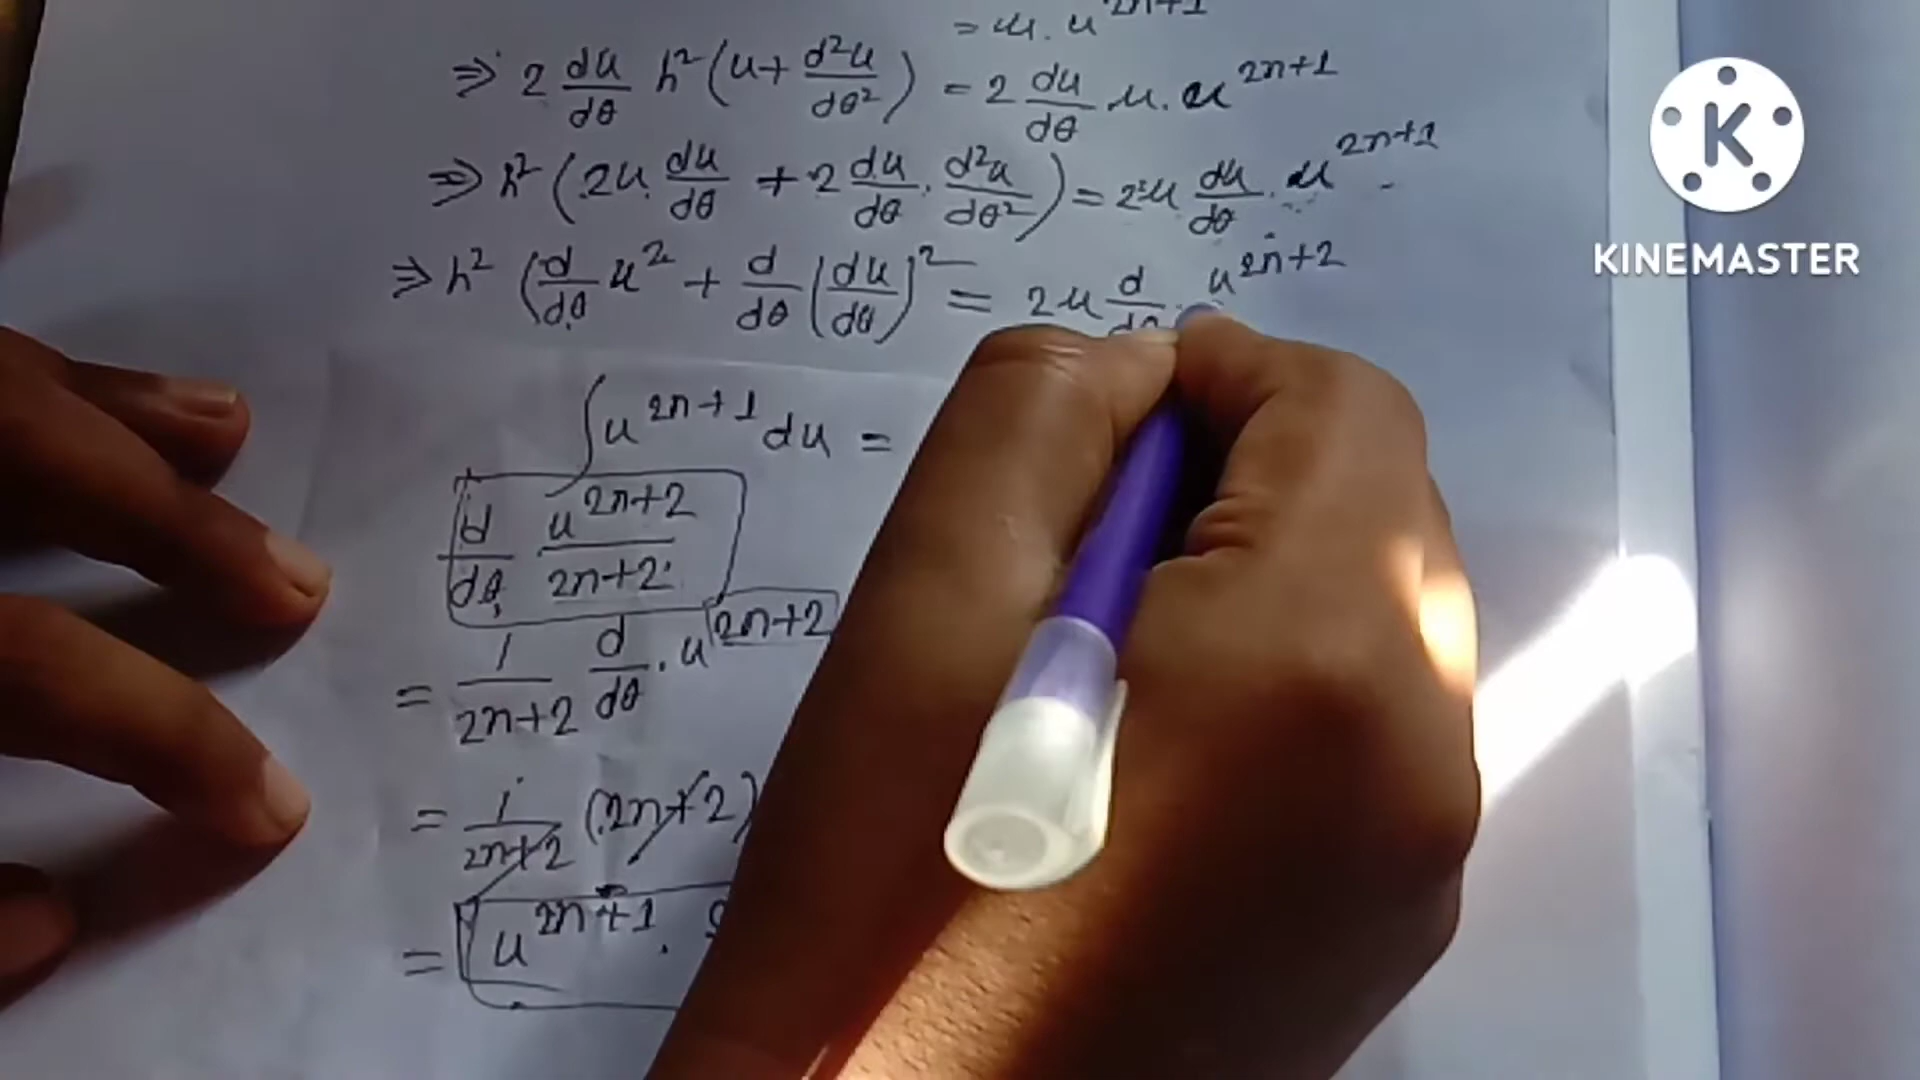 = μ. u^{2n+1}
⇒ 2 du/dθ h² (u + d²u/dθ²) = 2 du/dθ μ. u^{2n+1}
⇒ h² (2u. du/dθ + 2 du/dθ . d²u/dθ²) = 2μ du/dθ . u^{2n+1}
⇒ h² (d/dθ u² + d/dθ (du/dθ)² = 2μ d/dθ . u^{2n+2}
∫u^{2n+1} du =
d/dθ u^{2n+2}/2n+2
= 1/2n+2 d/dθ . u^{2n+2}
= 1/2n+2 (2n+2)
= u^{2n+1} .
K
KINEMASTER